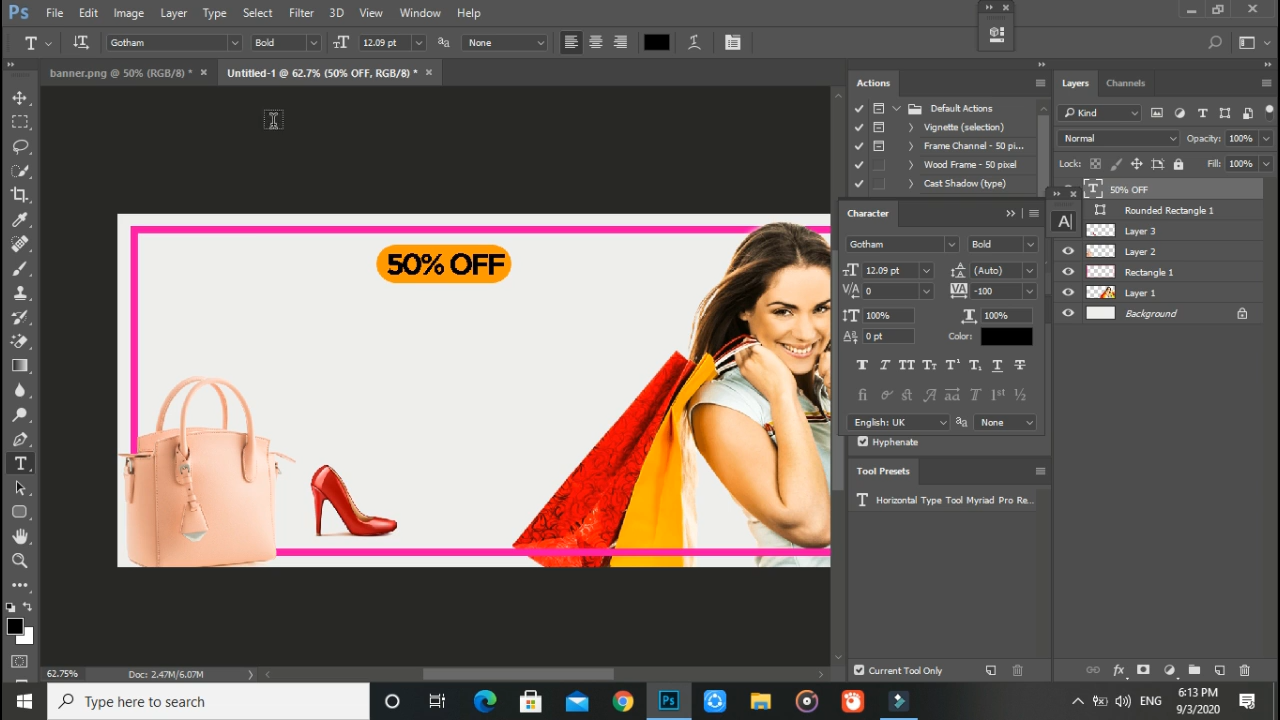 Ps File Edit Image Layer Type Select Filter 3D View Window Help
Gotham Bold 12.09 pt aa None
banner.png @ 50% (RGB/8) * × Untitled-1 @ 62.7% (50% OFF, RGB/8) * ×
Actions
Default Actions
Vignette (selection)
Frame Channel - 50 pi...
Wood Frame - 50 pixel
Cast Shadow (type)
Character
Gotham Bold
12.09 pt (Auto)
V/A 0 VA -100
100% 100%
0 pt Color:
English: UK aa None
Hyphenate
Tool Presets
Horizontal Type Tool Myriad Pro Re...
Current Tool Only
Layers Channels
Kind
Normal Opacity: 100%
Lock: Fill: 100%
50% OFF
Rounded Rectangle 1
Layer 3
Layer 2
Rectangle 1
Layer 1
Background
50% OFF
62.75% Doc: 2.47M/6.07M
Type here to search
Ps
ENG
6:13 PM
9/3/2020